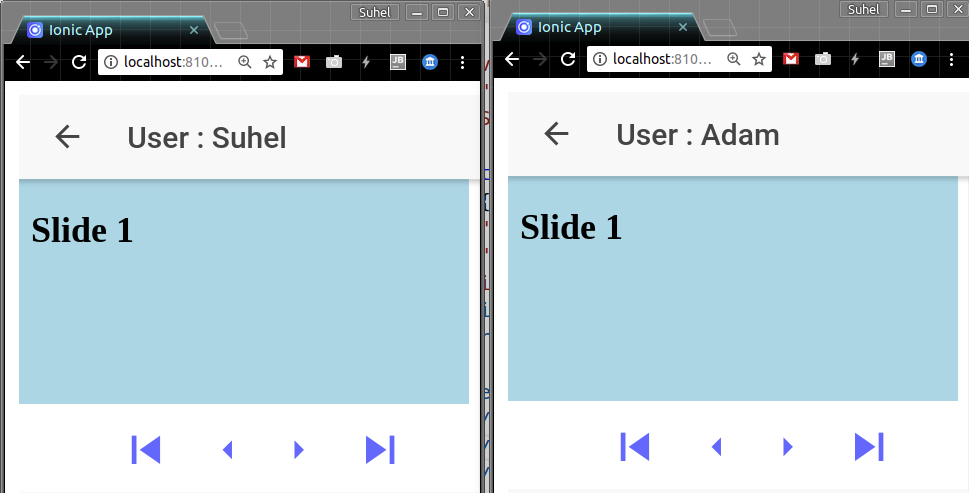 Suhel
Ionic App
localhost:810...
JB
User : Suhel
Slide 1
Suhel
Ionic App
localhost:810...
JB
User : Adam
Slide 1